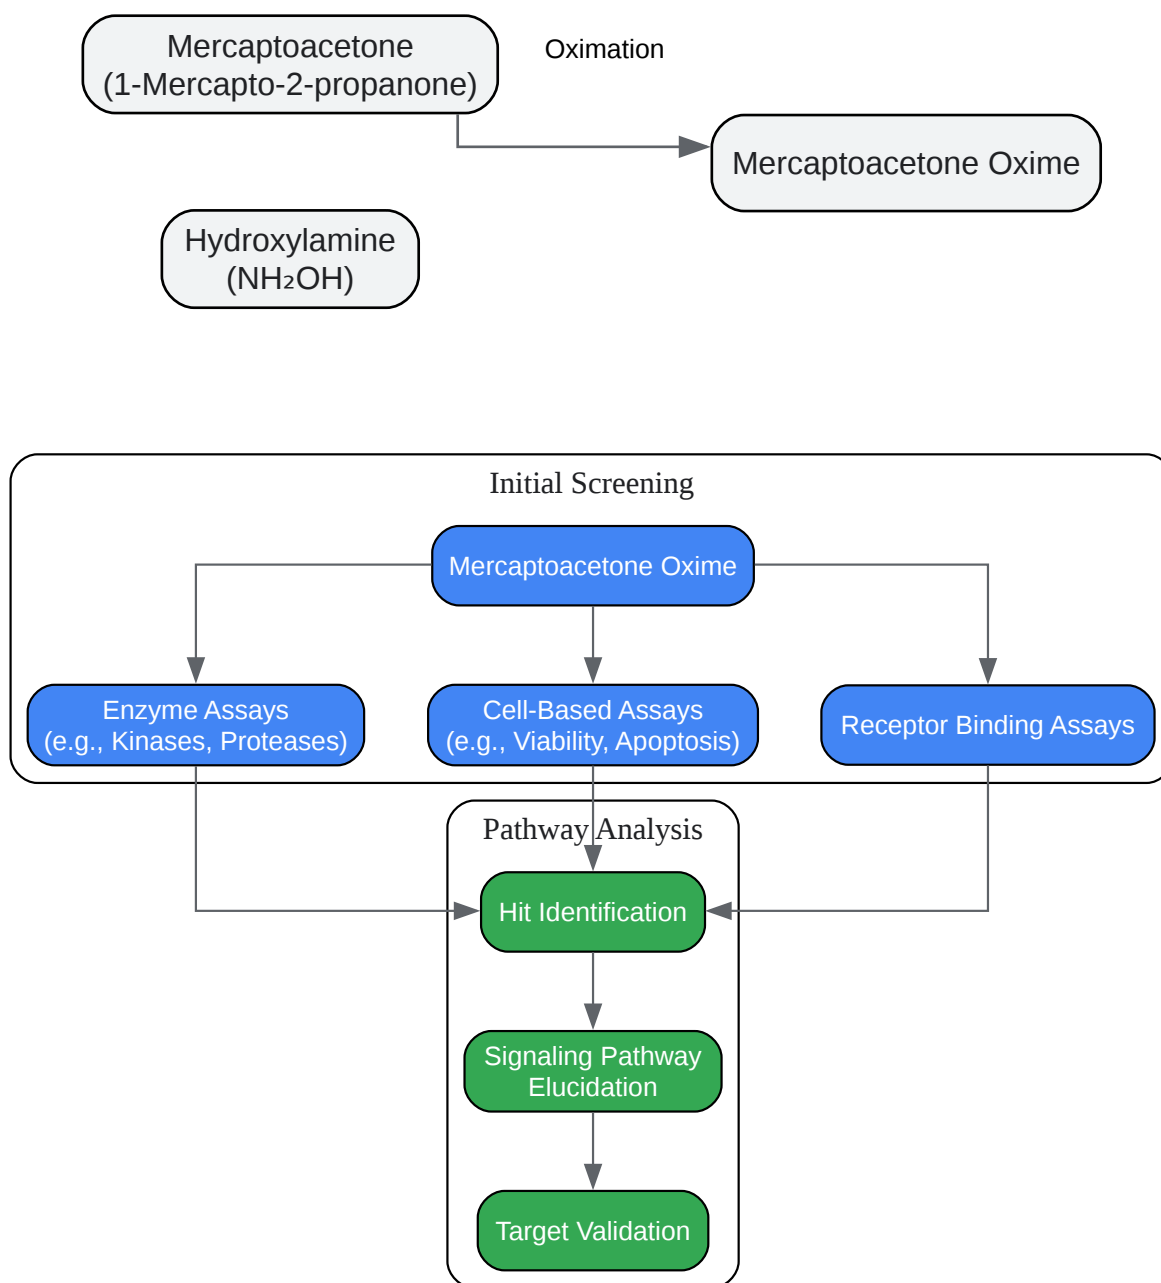 Mercaptoacetone
(1-Mercapto-2-propanone)
Oximation
Mercaptoacetone Oxime
Hydroxylamine
(NH₂OH)
Initial Screening
Mercaptoacetone Oxime
Enzyme Assays
(e.g., Kinases, Proteases)
Cell-Based Assays
(e.g., Viability, Apoptosis)
Receptor Binding Assays
Pathway Analysis
Hit Identification
Signaling Pathway
Elucidation
Target Validation